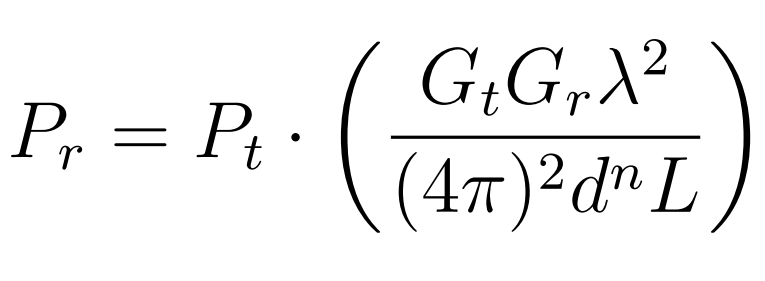 P_r = P_t · ( G_t G_r λ^2 / (4π)^2 d^n L )